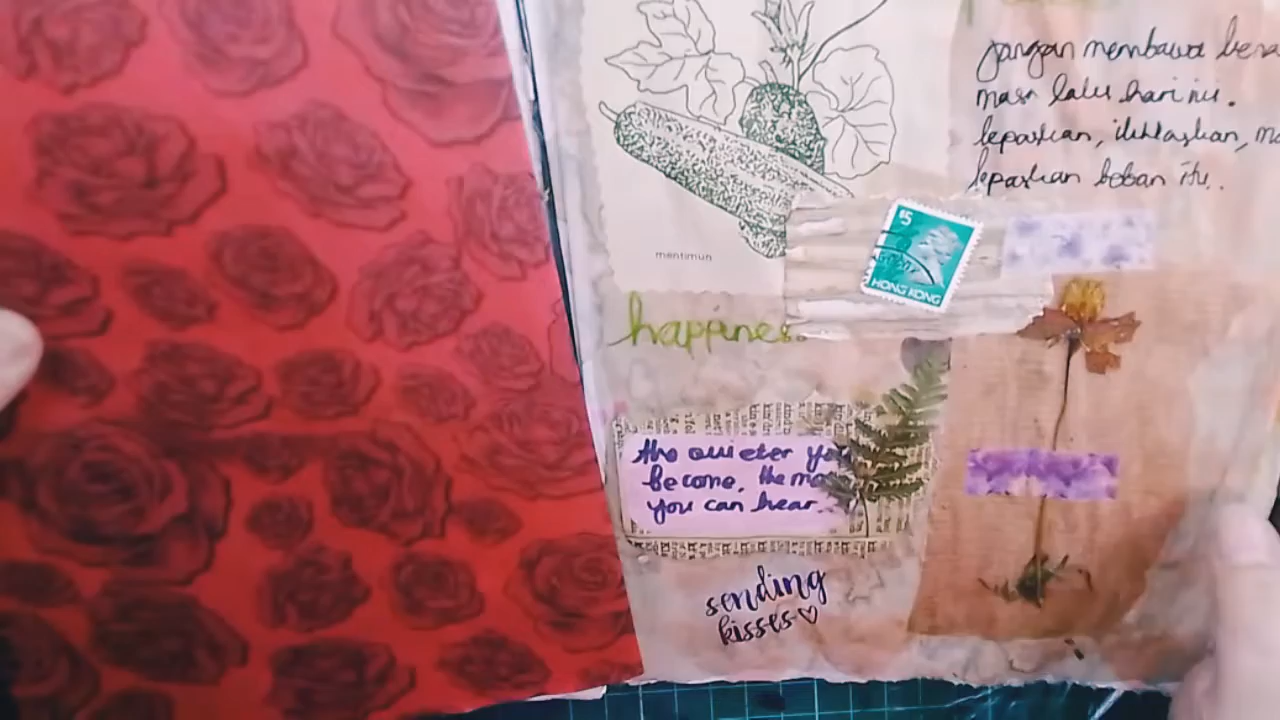 jangan membawa
masa lalu hari ini.
lepaskan, ikhlaskan,
lepaskan beban itu.
$5
HONG KONG
mentimun
happines
the quieter you
become, the mo
you can hear.
sending
kisses